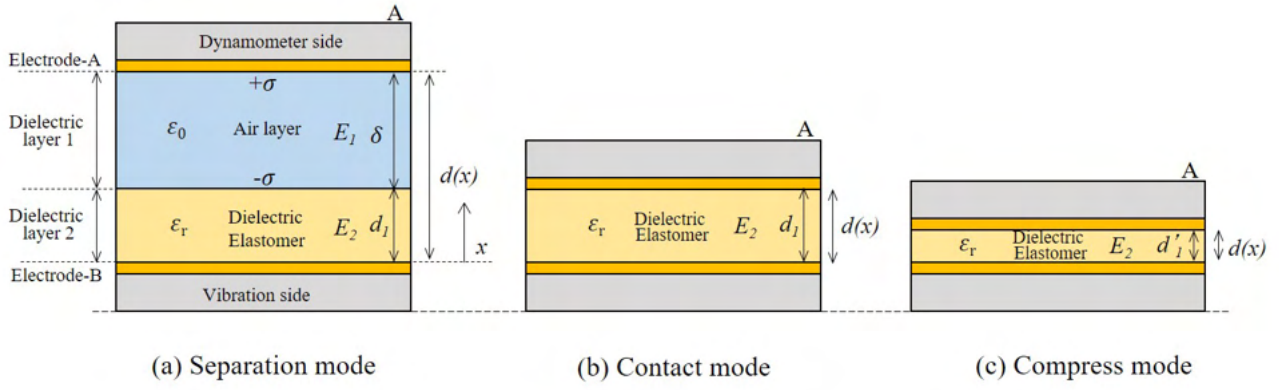 A
Dynamometer side
Electrode-A
+σ
Dielectric
layer 1
ε₀
Air layer
E₁
δ
d(x)
-σ
Dielectric
layer 2
εᵣ
Dielectric
Elastomer
E₂
d₁
x
Electrode-B
Vibration side
(a) Separation mode
A
εᵣ
Dielectric
Elastomer
E₂
d₁
d(x)
(b) Contact mode
A
εᵣ
Dielectric
Elastomer
E₂
d'₁
d(x)
(c) Compress mode